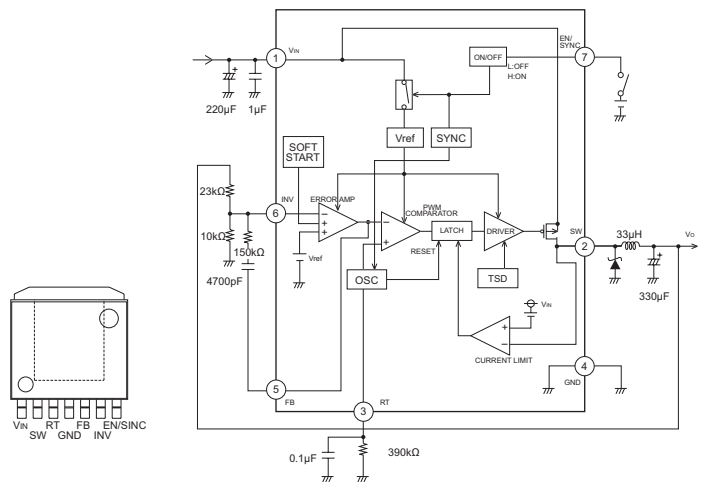 EN/
SYNC
1
VIN
ON/OFF
L:OFF
H:ON
7
220μF
1μF
Vref
SYNC
SOFT
START
23kΩ
INV
6
ERROR AMP
PWM
COMPARATOR
LATCH
DRIVER
SW
2
33μH
Vo
10kΩ
150kΩ
RESET
Vref
4700pF
OSC
TSD
330μF
VIN
CURRENT LIMIT
5
FB
4
GND
3
RT
0.1μF
390kΩ
VIN RT FB EN/SINC
SW GND INV